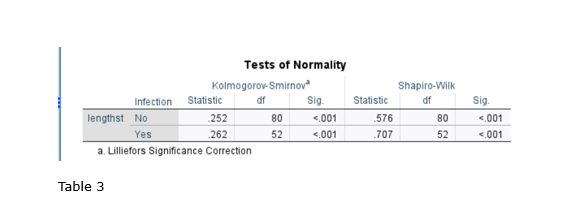 Tests of Normality
Kolmogorov-Smirnovᵃ Shapiro-Wilk
Infection Statistic df Sig. Statistic df Sig.
lengthst No .252 80 <.001 .576 80 <.001
Yes .262 52 <.001 .707 52 <.001
a. Lilliefors Significance Correction
Table 3